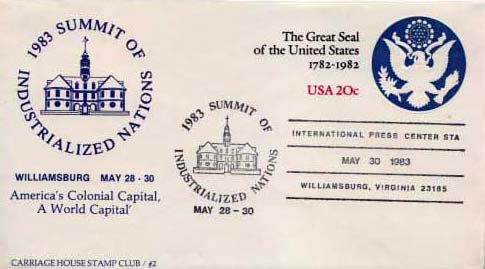 1983 SUMMIT OF
INDUSTRIALIZED NATIONS
WILLIAMSBURG MAY 28 - 30
America's Colonial Capital,
A World Capital'
CARRIAGE HOUSE STAMP CLUB / #2
1983 SUMMIT OF
INDUSTRIALIZED NATIONS
MAY 28 - 30
The Great Seal
of the United States
1782-1982
USA 20c
INTERNATIONAL PRESS CENTER STA
MAY 30 1983
WILLIAMSBURG, VIRGINIA 23185